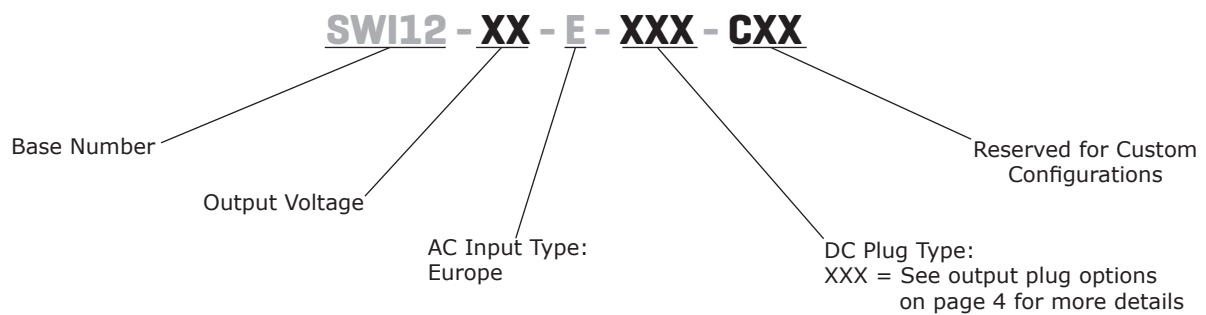 SWI12 - XX - E - XXX - CXX
Base Number
Output Voltage
AC Input Type:
Europe
DC Plug Type:
XXX = See output plug options
on page 4 for more details
Reserved for Custom
Configurations